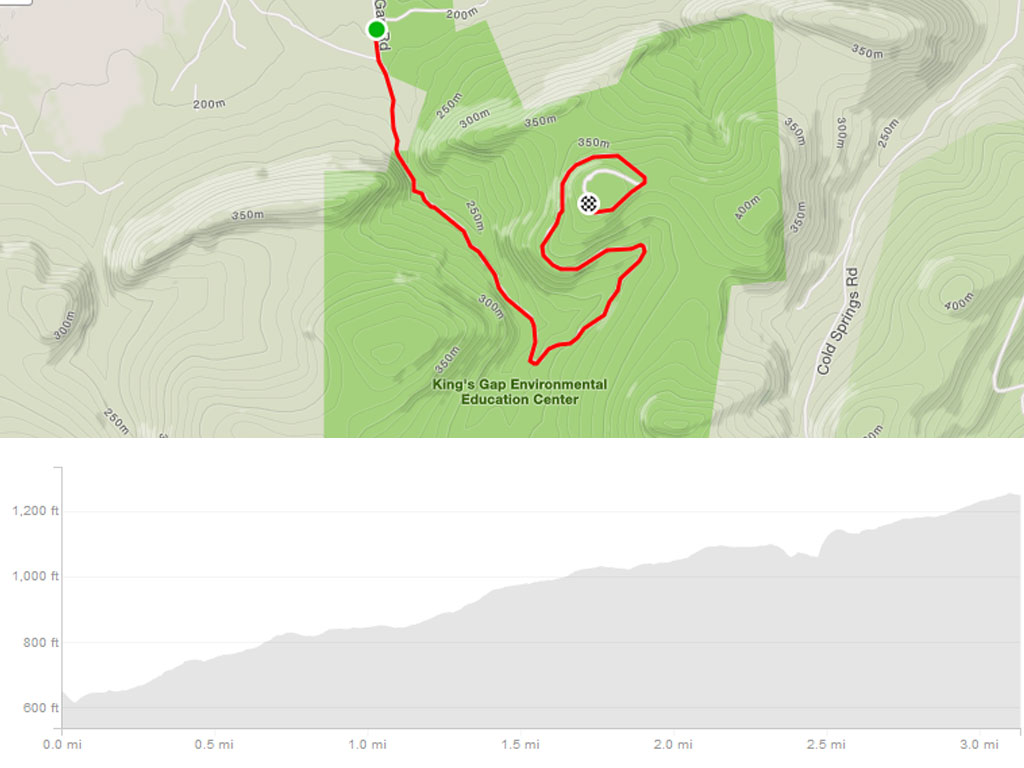 Gap Rd
200m
350m
200m
250m
300m
350m
350m
350m
300m
250m
350m
250m
400m
350m
300m
300m
400m
Cold Springs Rd
350m
King's Gap Environmental
Education Center
250m
00m
1,200 ft
1,000 ft
800 ft
600 ft
0.0 mi
0.5 mi
1.0 mi
1.5 mi
2.0 mi
2.5 mi
3.0 mi